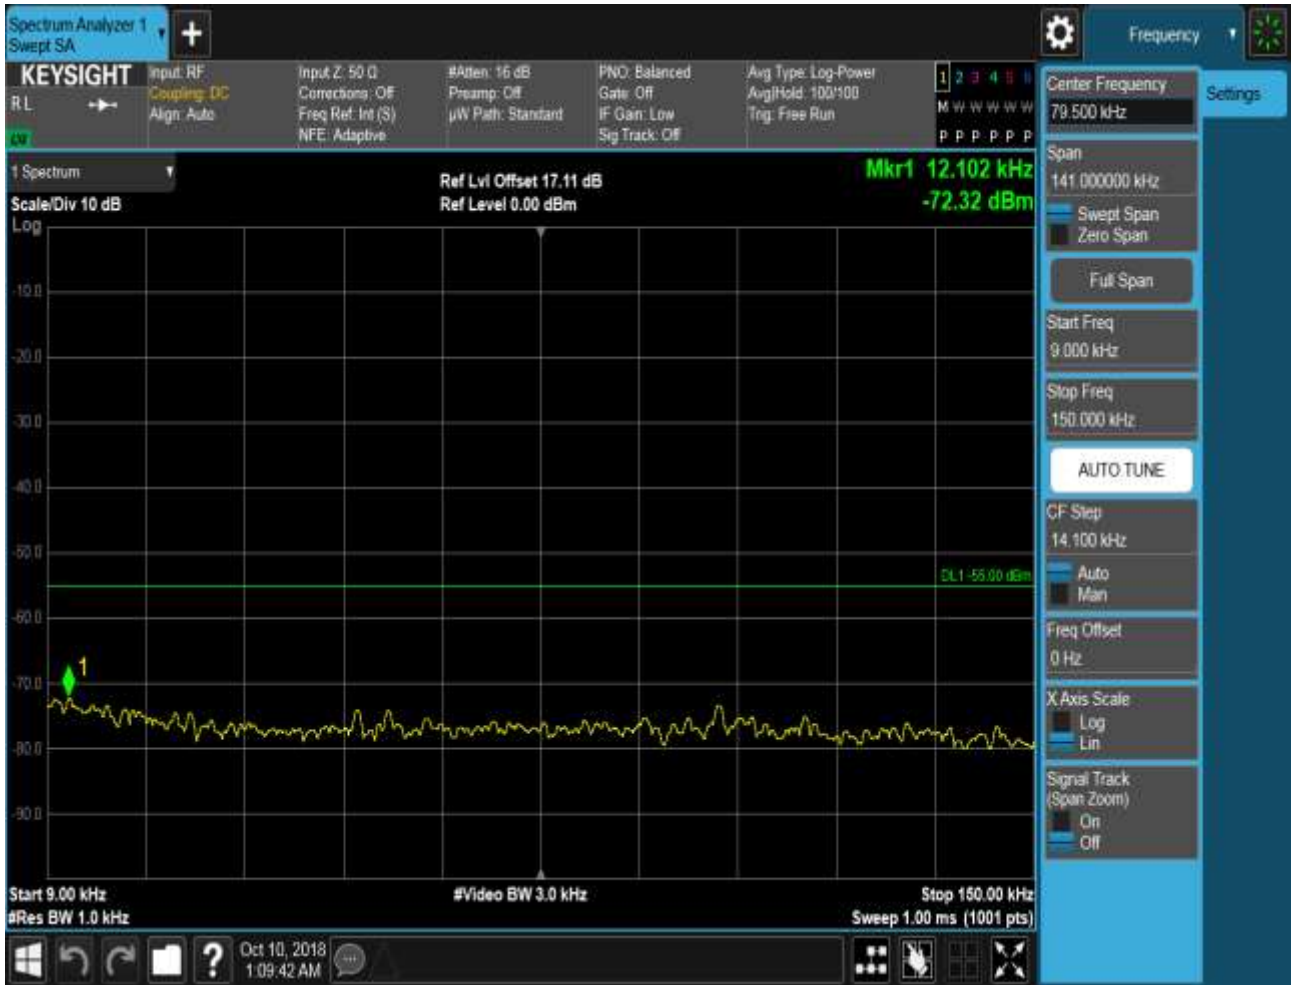 Spectrum Analyzer 1
Swept SA
Frequency
KEYSIGHT
R L
Input: RF
Coupling: DC
Align: Auto
Input Z: 50 Ω
Corrections: Off
Freq Ref: Int (S)
NFE: Adaptive
#Atten: 16 dB
Preamp: Off
µW Path: Standard
PNO: Balanced
Gate: Off
IF Gain: Low
Sig Track: Off
Avg Type: Log-Power
Avg|Hold: 100/100
Trig: Free Run
1 2 3 4 5 6
M W W W W W
P P P P P P
1 Spectrum
Scale/Div 10 dB
Log
Ref Lvl Offset 17.11 dB
Ref Level 0.00 dBm
Mkr1 12.102 kHz
-72.32 dBm
-10.0
-20.0
-30.0
-40.0
-50.0
-60.0
-70.0
-80.0
-90.0
DL1 -55.00 dBm
1
Start 9.00 kHz
#Res BW 1.0 kHz
#Video BW 3.0 kHz
Stop 150.00 kHz
Sweep 1.00 ms (1001 pts)
Center Frequency
79.500 kHz
Settings
Span
141.000000 kHz
Swept Span
Zero Span
Full Span
Start Freq
9.000 kHz
Stop Freq
150.000 kHz
AUTO TUNE
CF Step
14.100 kHz
Auto
Man
Freq Offset
0 Hz
X Axis Scale
Log
Lin
Signal Track
(Span Zoom)
On
Off
?
Oct 10, 2018
1:09:42 AM